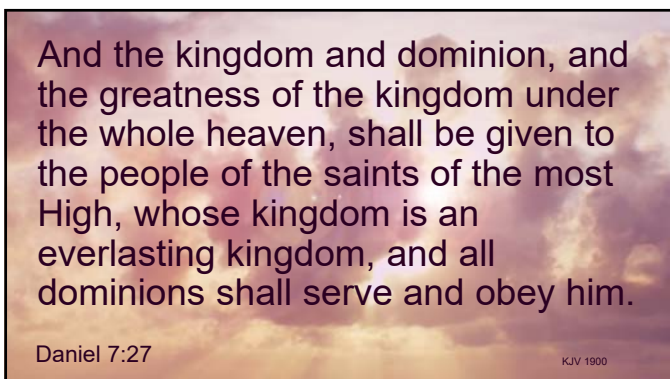 And the kingdom and dominion, and
the greatness of the kingdom under
the whole heaven, shall be given to
the people of the saints of the most
High, whose kingdom is an
everlasting kingdom, and all
dominions shall serve and obey him.
Daniel 7:27
KJV 1900